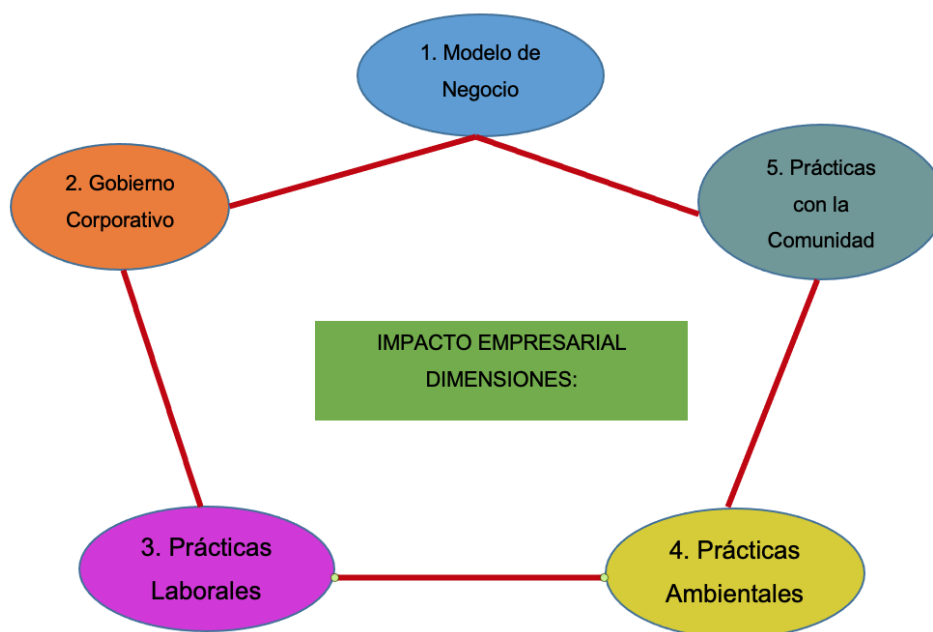 1. Modelo de
Negocio
2. Gobierno
Corporativo
5. Prácticas
con la
Comunidad
IMPACTO EMPRESARIAL
DIMENSIONES:
3. Prácticas
Laborales
4. Prácticas
Ambientales